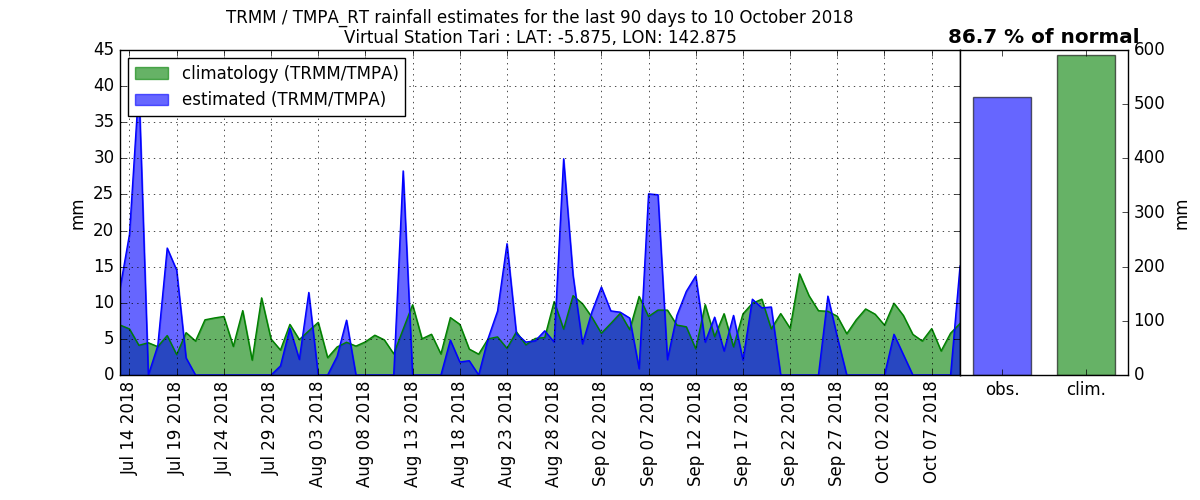 TRMM / TMPA_RT rainfall estimates for the last 90 days to 10 October 2018
Virtual Station Tari : LAT: -5.875, LON: 142.875
86.7 % of normal
climatology (TRMM/TMPA)
estimated (TRMM/TMPA)
mm
45
40
35
30
25
20
15
10
5
0
Jul 14 2018
Jul 19 2018
Jul 24 2018
Jul 29 2018
Aug 03 2018
Aug 08 2018
Aug 13 2018
Aug 18 2018
Aug 23 2018
Aug 28 2018
Sep 02 2018
Sep 07 2018
Sep 12 2018
Sep 17 2018
Sep 22 2018
Sep 27 2018
Oct 02 2018
Oct 07 2018
600
500
400
300
200
100
0
mm
obs.
clim.